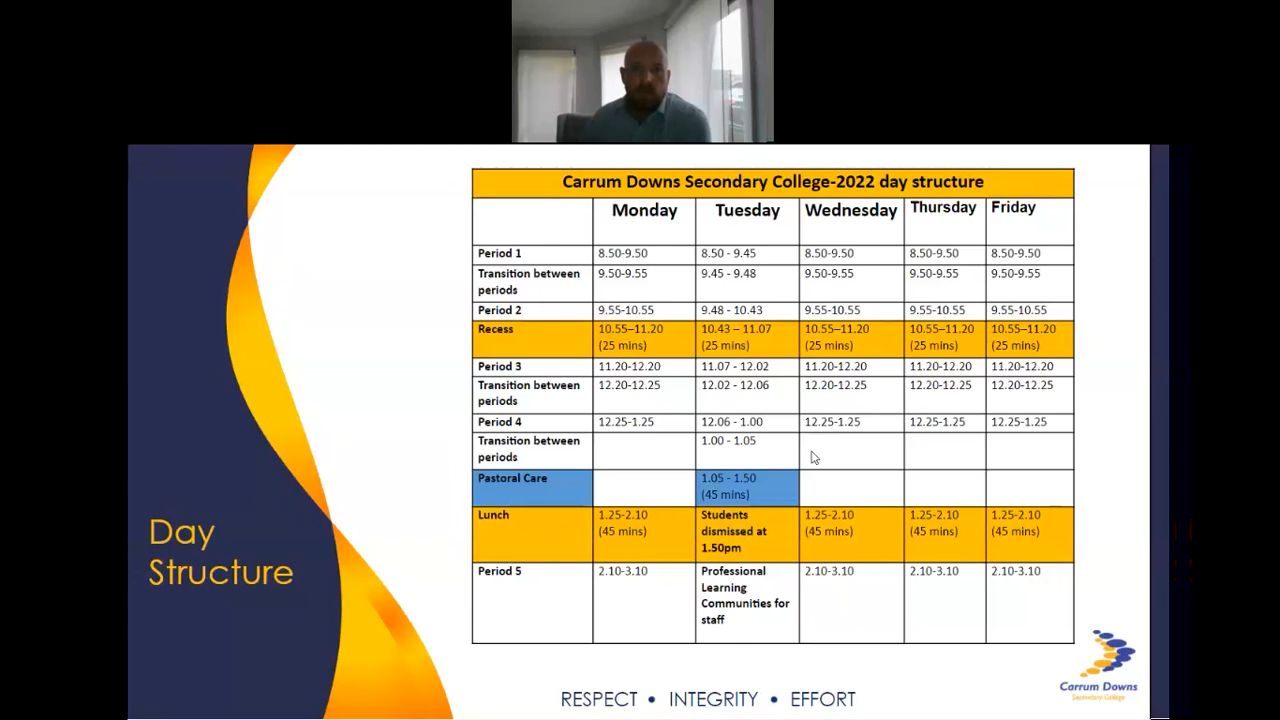 Carrum Downs Secondary College-2022 day structure
Monday Tuesday Wednesday Thursday Friday
Period 1 8.50-9.50 8.50 - 9.45 8.50-9.50 8.50-9.50 8.50-9.50
Transition between 9.50-9.55 9.45 - 9.48 9.50-9.55 9.50-9.55 9.50-9.55
periods
Period 2 9.55-10.55 9.48 - 10.43 9.55-10.55 9.55-10.55 9.55-10.55
Recess 10.55–11.20 10.43 – 11.07 10.55–11.20 10.55–11.20 10.55–11.20
(25 mins) (25 mins) (25 mins) (25 mins) (25 mins)
Period 3 11.20-12.20 11.07 - 12.02 11.20-12.20 11.20-12.20 11.20-12.20
Transition between 12.20-12.25 12.02 - 12.06 12.20-12.25 12.20-12.25 12.20-12.25
periods
Period 4 12.25-1.25 12.06 - 1.00 12.25-1.25 12.25-1.25 12.25-1.25
Transition between 1.00 - 1.05
periods
Pastoral Care 1.05 - 1.50
(45 mins)
Lunch 1.25-2.10 Students 1.25-2.10 1.25-2.10 1.25-2.10
(45 mins) dismissed at (45 mins) (45 mins) (45 mins)
1.50pm
Period 5 2.10-3.10 Professional 2.10-3.10 2.10-3.10 2.10-3.10
Learning
Communities for
staff
Day
Structure
RESPECT • INTEGRITY • EFFORT
Carrum Downs
Secondary College